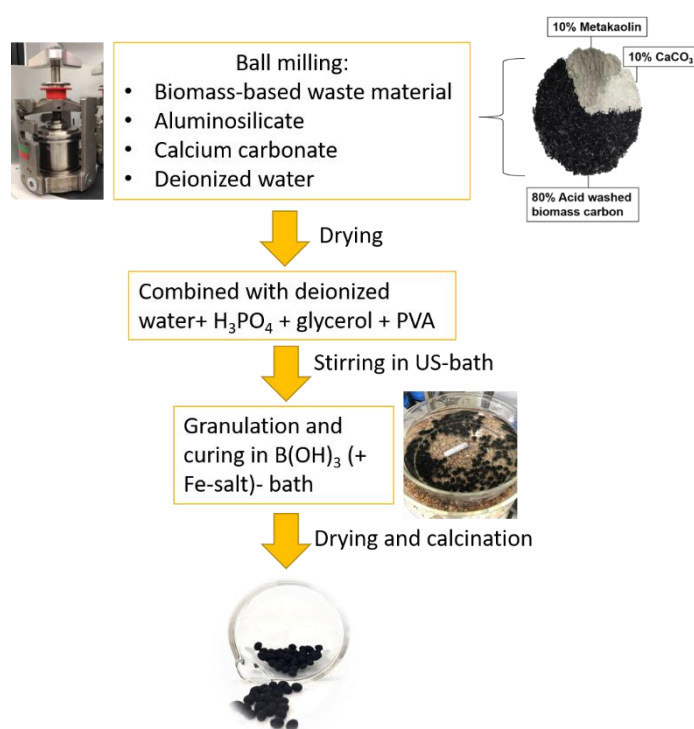 Ball milling:
• Biomass-based waste material
• Aluminosilicate
• Calcium carbonate
• Deionized water
10% Metakaolin
10% CaCO₃
80% Acid washed
biomass carbon
Drying
Combined with deionized
water+ H₃PO₄ + glycerol + PVA
Stirring in US-bath
Granulation and
curing in B(OH)₃ (+
Fe-salt)- bath
Drying and calcination